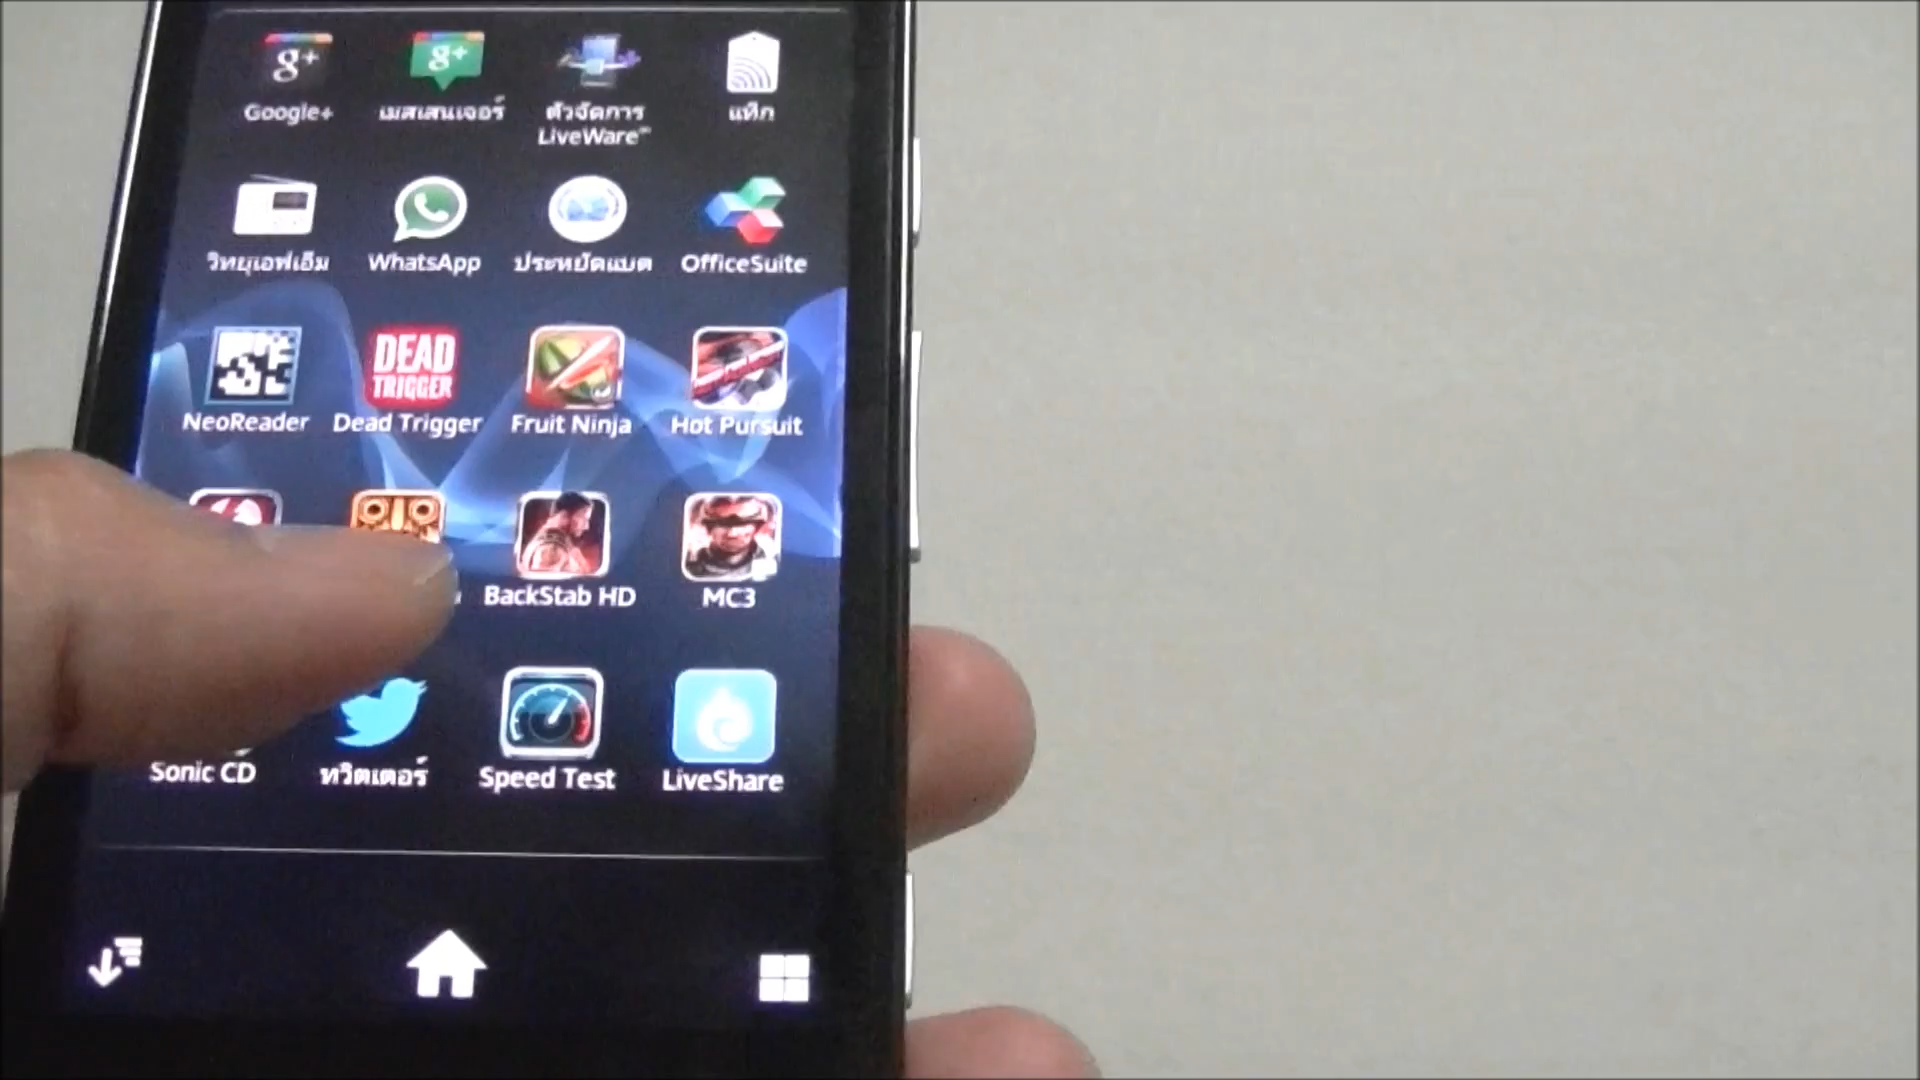 g+
g+
Google+
เมสเสนเจอร์
ตัวจัดการ
LiveWare™
แท็ก
วิทยุเอฟเอ็ม
WhatsApp
ประหยัดแบต
OfficeSuite
DEAD
TRIGGER
NeoReader
Dead Trigger
Fruit Ninja
Hot Pursuit
BackStab HD
MC3
Sonic CD
ทวิตเตอร์
Speed Test
LiveShare